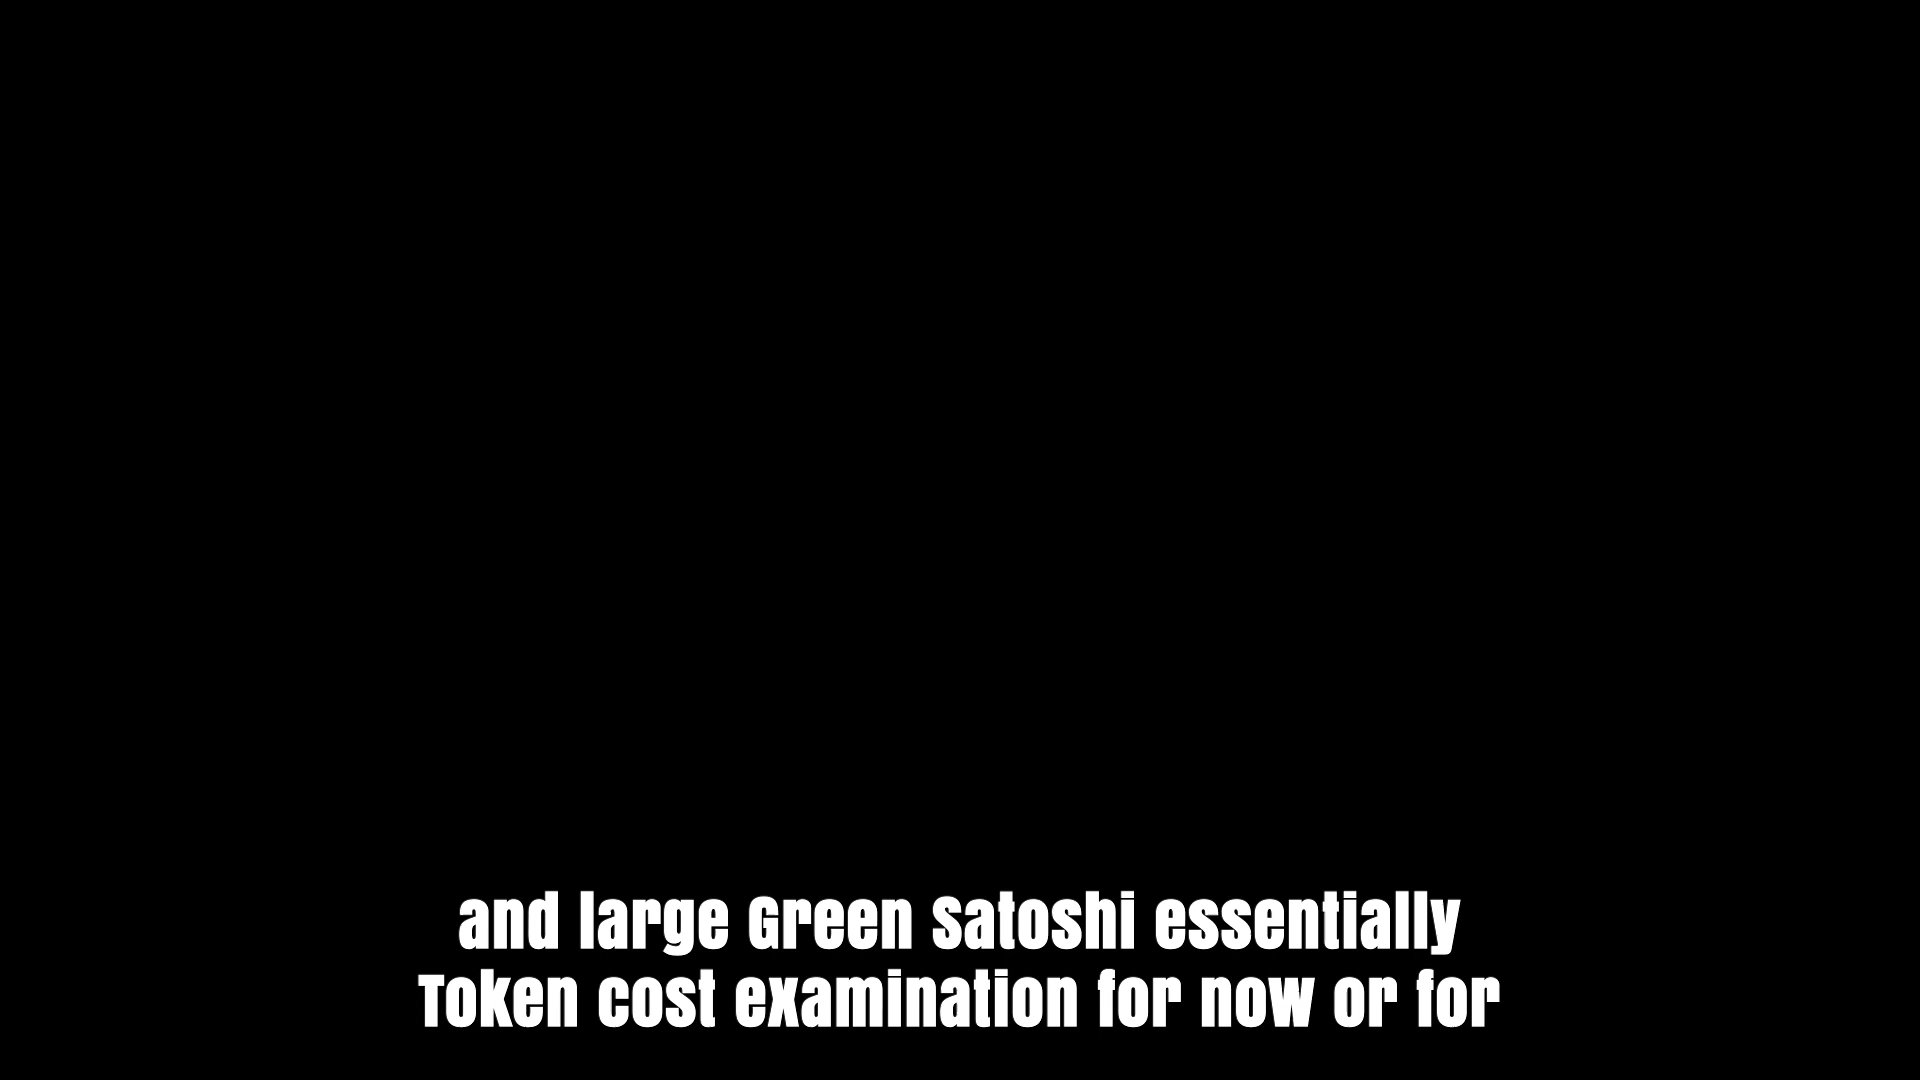 and large Green Satoshi essentially
Token cost examination for now or for